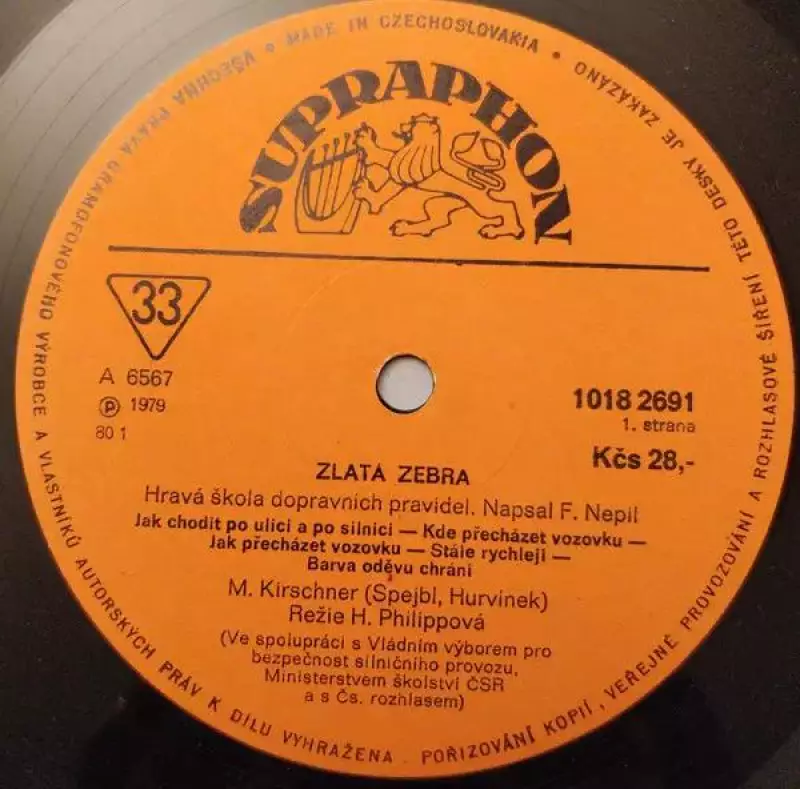 MADE IN CZECHOSLOVAKIA • VŠECHNA PRÁVA GRAMOFONOVÉHO VÝROBCE A VLASTNÍKŮ AUTORSKÝCH PRÁV K DÍLU VYHRAŽENA. POŘIZOVÁNÍ KOPIÍ, VEŘEJNÉ PROVOZOVÁNÍ A ROZHLASOVÉ ŠÍŘENÍ TÉTO DESKY JE ZAKÁZÁNO •
SUPRAPHON
33
A 6567
Ⓟ 1979
80 1
1018 2691
1. strana
Kčs 28,-
ZLATÁ ZEBRA
Hravá škola dopravních pravidel. Napsal F. Nepil
Jak chodit po ulici a po silnici — Kde přecházet vozovku —
Jak přecházet vozovku — Stále rychleji —
Barva oděvu chrání
M. Kirschner (Spejbl, Hurvínek)
Režie H. Philippová
(Ve spolupráci s Vládním výborem pro
bezpečnost silničního provozu,
Ministerstvem školství ČSR
a s Čs. rozhlasem)